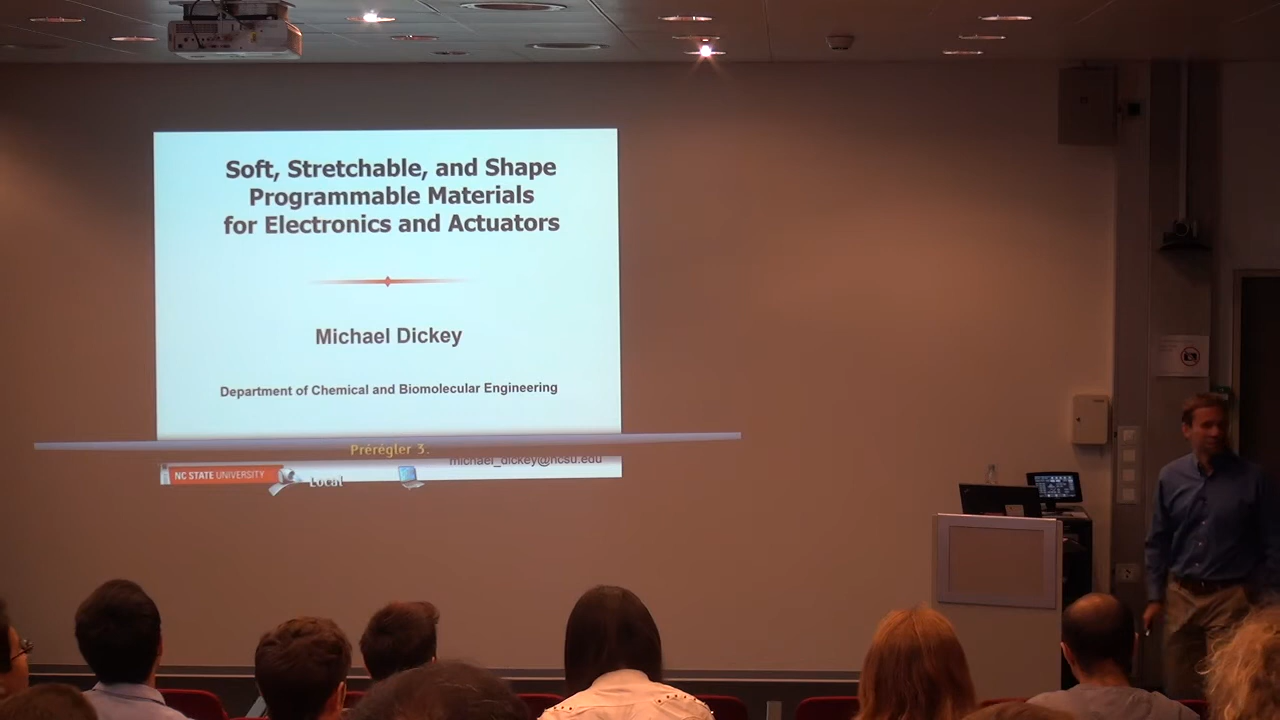 Soft, Stretchable, and Shape
Programmable Materials
for Electronics and Actuators
Michael Dickey
Department of Chemical and Biomolecular Engineering
Prérégler 3.
michael_dickey@ncsu.edu
NC STATE UNIVERSITY
Local